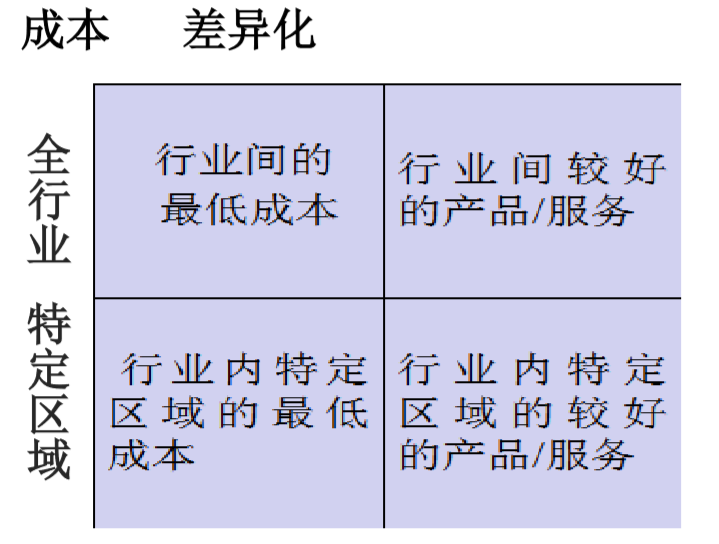 成本 差异化
全行业
行业间的
最低成本
行业间较好
的产品/服务
特定区域
行业内特定
区域的最低
成本
行业内特定
区域的较好
的产品/服务